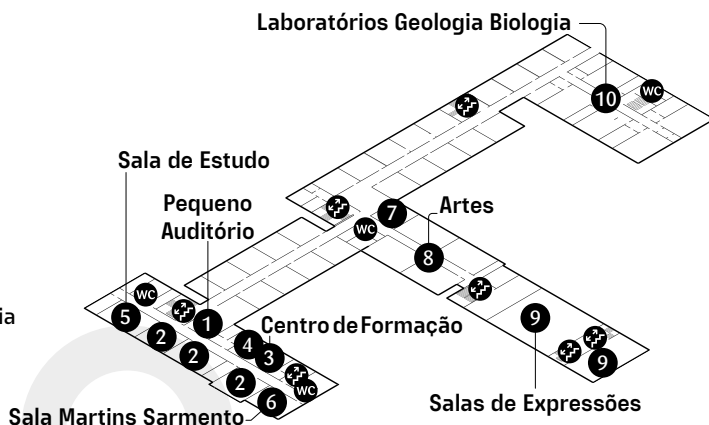 Laboratórios Geologia Biologia
WC
10
Sala de Estudo
Pequeno
Auditório
7
Artes
WC
8
WC
ia
5
1
9
2
4
Centro de Formação
2
3
9
2
WC
6
Salas de Expressões
Sala Martins Sarmento